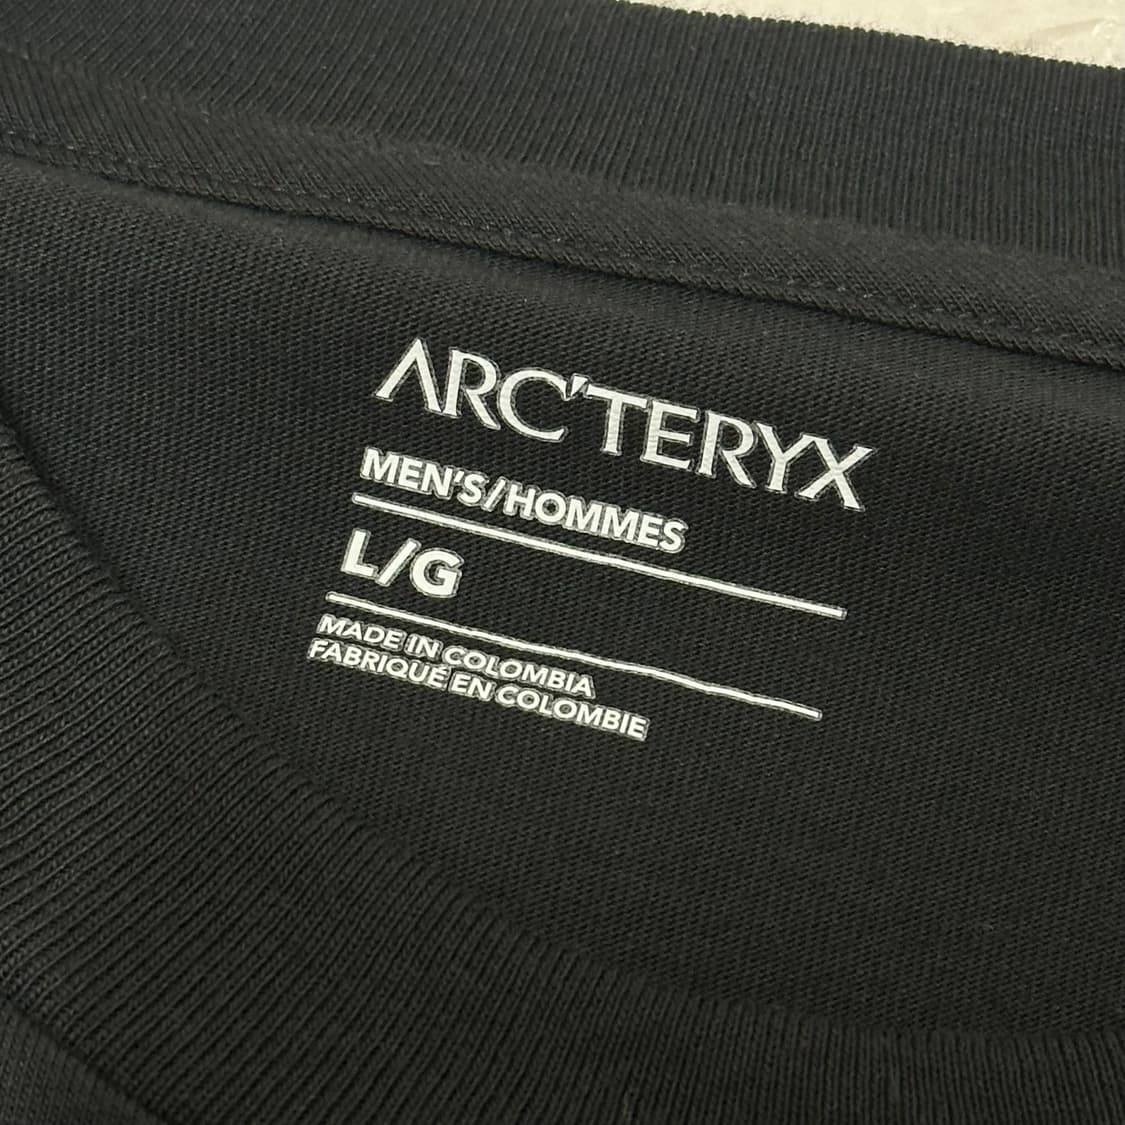 ARC'TERYX
MEN'S/HOMMES
L/G
MADE IN COLOMBIA
FABRIQUÉ EN COLOMBIE